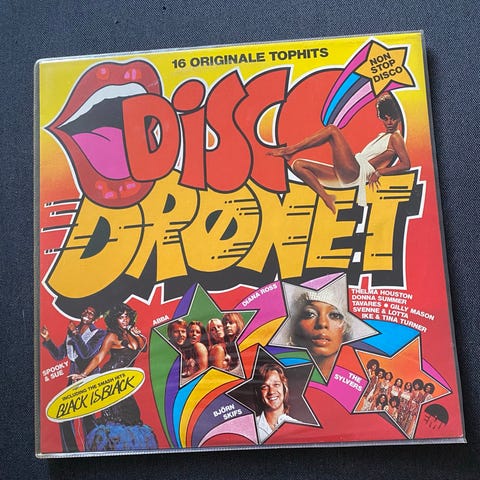 16 ORIGINALE TOPHITS
NON
STOP
DISCO
DISCO
DRØNET
THELMA HOUSTON
DONNA SUMMER
TAVARES ● GILLY MASON
SVENNE & LOTTA
IKE & TINA TURNER
DIANA ROSS
ABBA
SPOOKY
& SUE
INCLUDING THE SMASH HITS
BLACK IS BLACK
BJÖRN
SKIFS
THE
SYLVERS
EMI